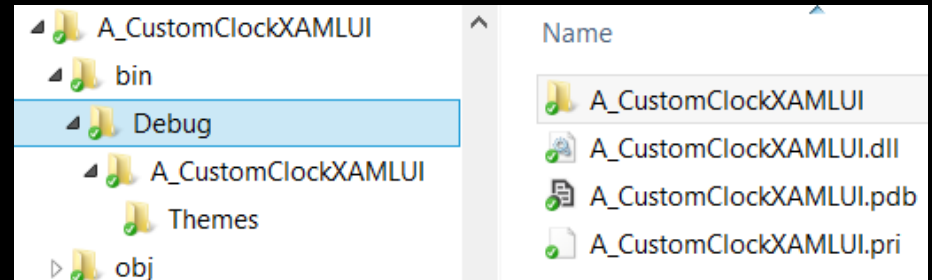 A_CustomClockXAMLUI
bin
Debug
A_CustomClockXAMLUI
Themes
obj
Name
A_CustomClockXAMLUI
A_CustomClockXAMLUI.dll
A_CustomClockXAMLUI.pdb
A_CustomClockXAMLUI.pri